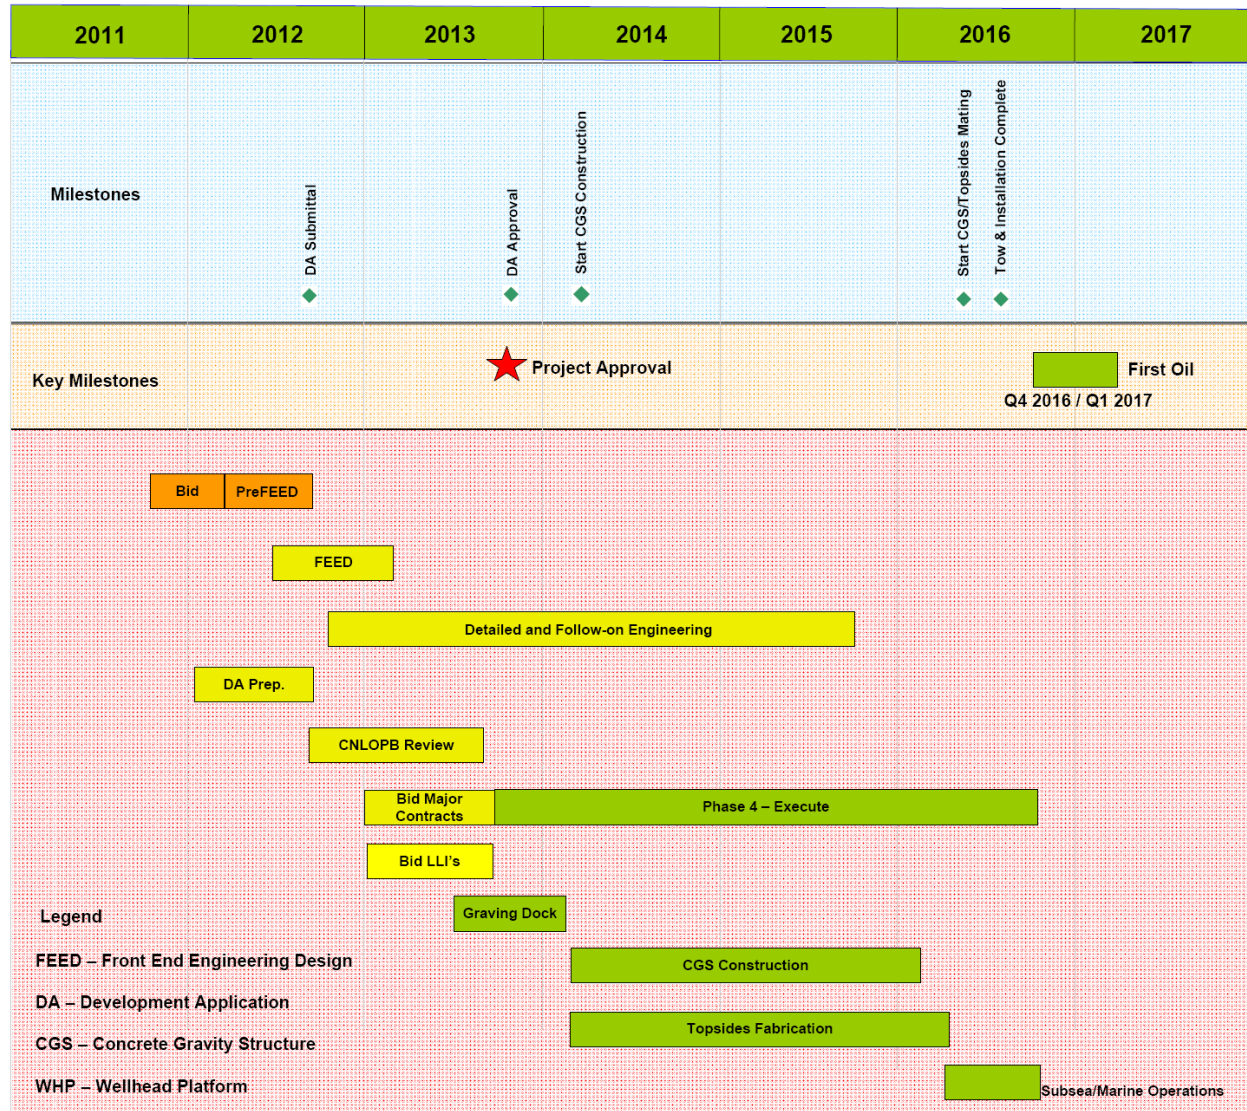 2011 2012 2013 2014 2015 2016 2017
Milestones
DA Submittal
DA Approval
Start CGS Construction
Start CGS/Topsides Mating
Tow & Installation Complete
Key Milestones
Project Approval
First Oil
Q4 2016 / Q1 2017
Bid
PreFEED
FEED
Detailed and Follow-on Engineering
DA Prep.
CNLOPB Review
Bid Major
Contracts
Phase 4 – Execute
Bid LLI's
Graving Dock
Legend
FEED – Front End Engineering Design
CGS Construction
DA – Development Application
Topsides Fabrication
CGS – Concrete Gravity Structure
WHP – Wellhead Platform
Subsea/Marine Operations